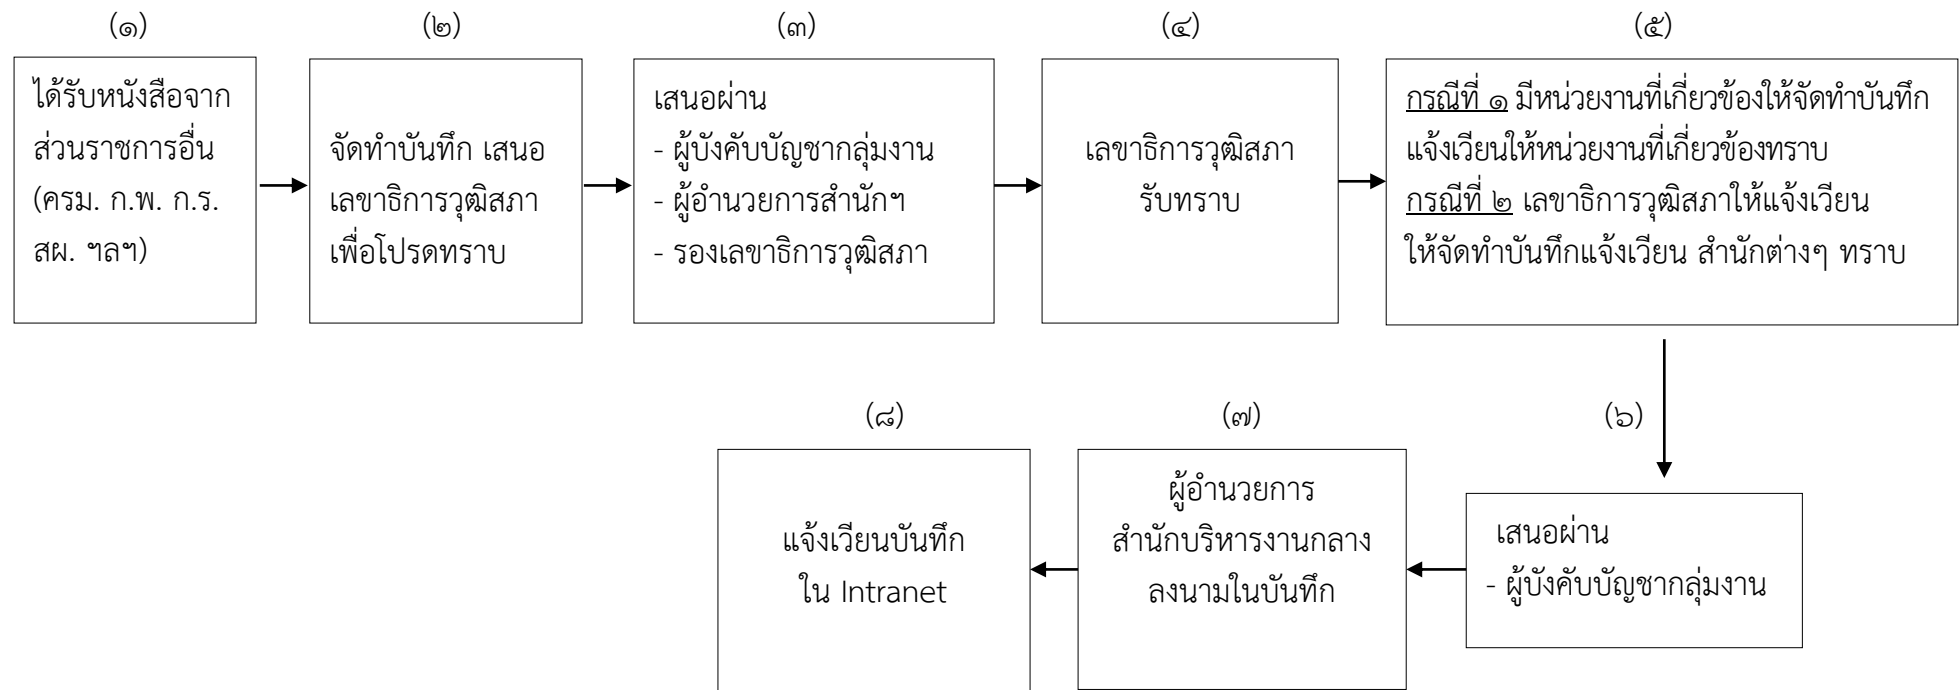 (๑)
ได้รับหนังสือจาก
ส่วนราชการอื่น
(ครม. ก.พ. ก.ร.
สผ. ฯลฯ)
(๒)
จัดทำบันทึก เสนอ
เลขาธิการวุฒิสภา
เพื่อโปรดทราบ
(๓)
เสนอผ่าน
- ผู้บังคับบัญชากลุ่มงาน
- ผู้อำนวยการสำนักฯ
- รองเลขาธิการวุฒิสภา
(๔)
เลขาธิการวุฒิสภา
รับทราบ
(๕)
กรณีที่ ๑ มีหน่วยงานที่เกี่ยวข้องให้จัดทำบันทึก
แจ้งเวียนให้หน่วยงานที่เกี่ยวข้องทราบ
กรณีที่ ๒ เลขาธิการวุฒิสภาให้แจ้งเวียน
ให้จัดทำบันทึกแจ้งเวียน สำนักต่างๆ ทราบ
(๖)
เสนอผ่าน
- ผู้บังคับบัญชากลุ่มงาน
(๗)
ผู้อำนวยการ
สำนักบริหารงานกลาง
ลงนามในบันทึก
(๘)
แจ้งเวียนบันทึก
ใน Intranet